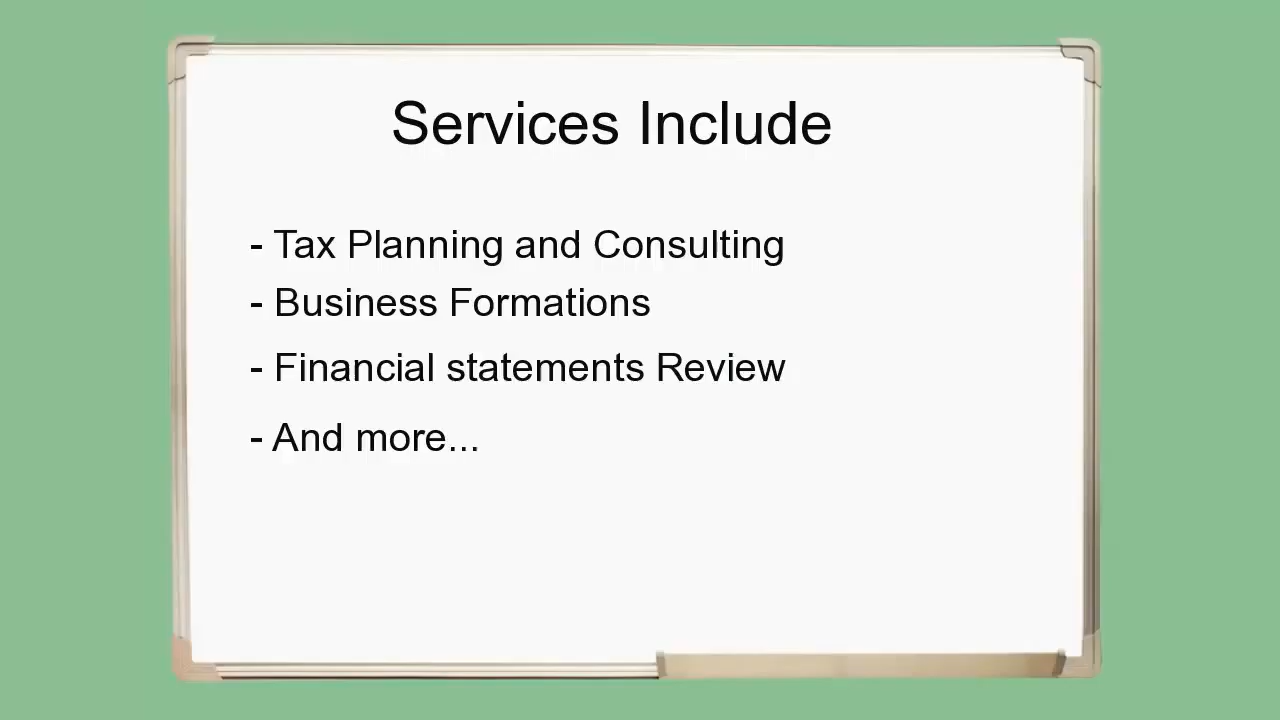 Services Include
- Tax Planning and Consulting
- Business Formations
- Financial statements Review
- And more...